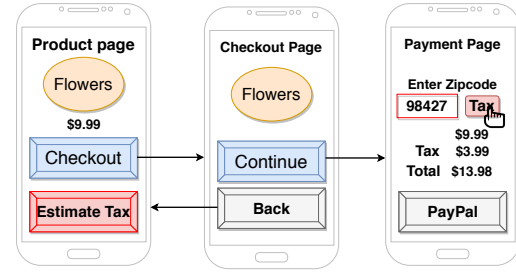 Product page
Flowers
$9.99
Checkout
Estimate Tax
Checkout Page
Flowers
Continue
Back
Payment Page
Enter Zipcode
98427 Tax
$9.99
Tax $3.99
Total $13.98
PayPal